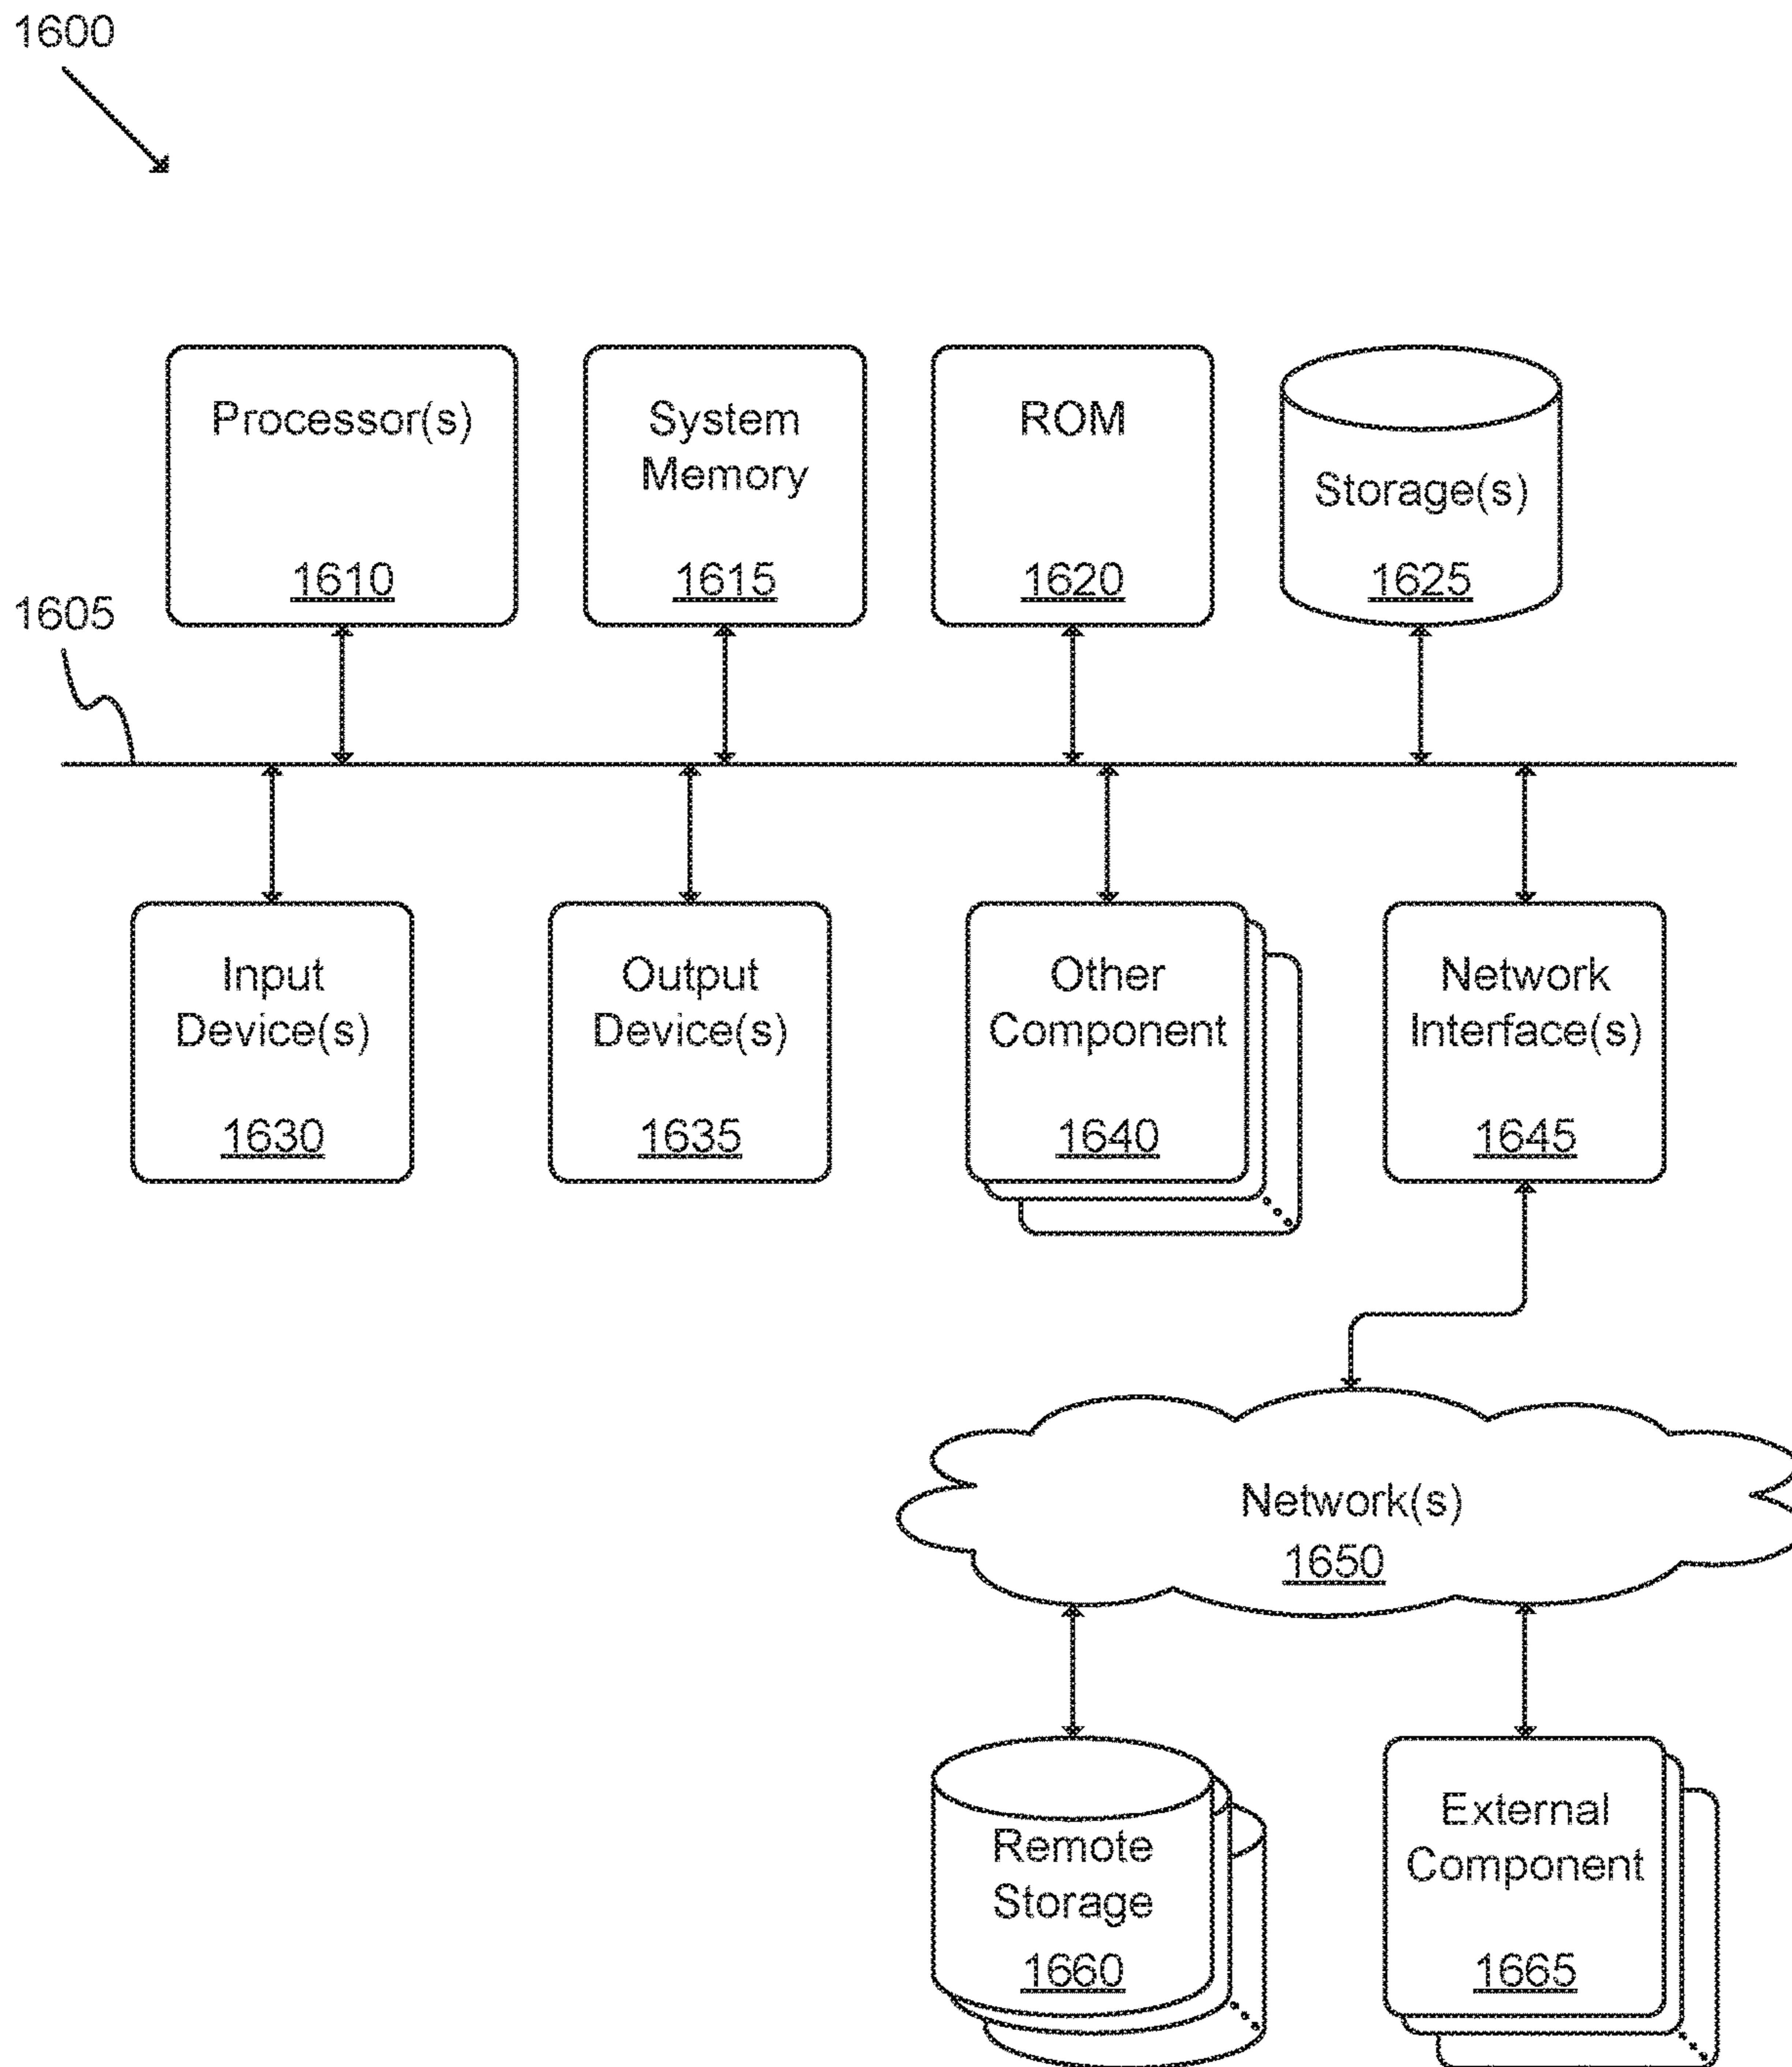 1600
Processor(s)
1610
System
Memory
1615
ROM
1620
Storage(s)
1625
1605
Input
Device(s)
1630
Output
Device(s)
1635
Other
Component
1640
Network
Interface(s)
1645
Network(s)
1650
Remote
Storage
1660
External
Component
1665